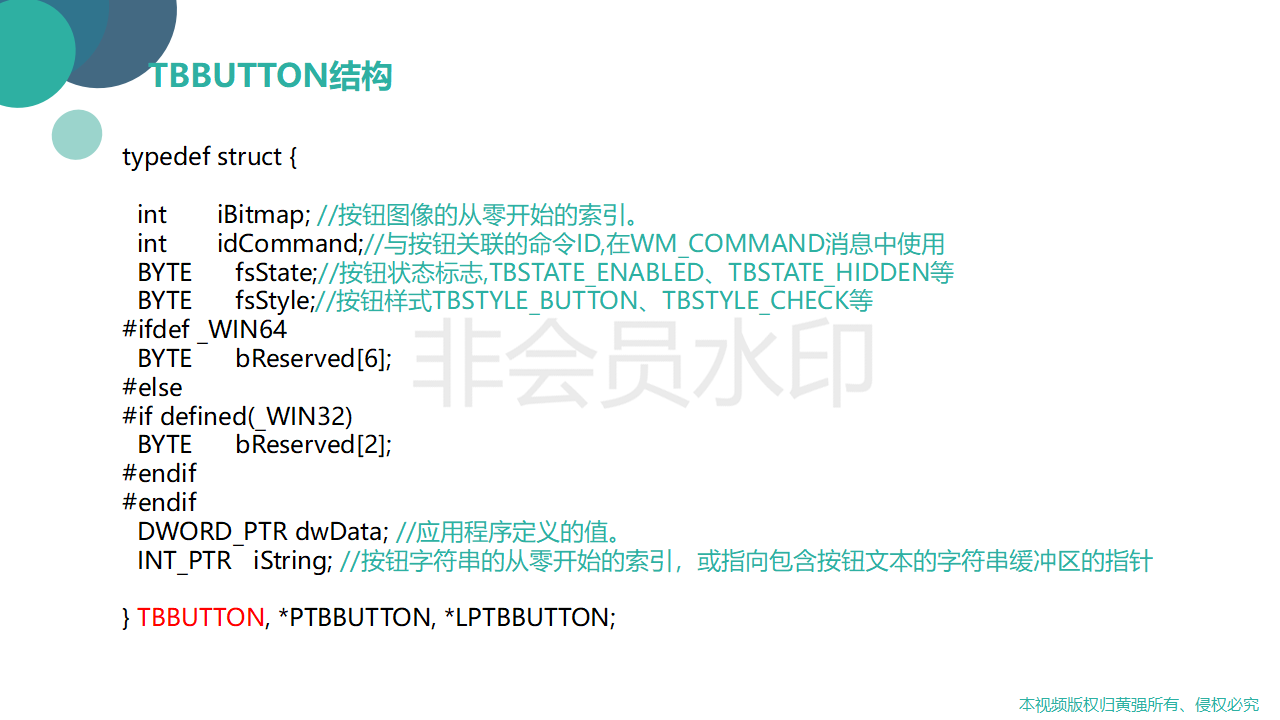 TBBUTTON结构
typedef struct {
int iBitmap; //按钮图像的从零开始的索引。
int idCommand;//与按钮关联的命令ID,在WM_COMMAND消息中使用
BYTE fsState;//按钮状态标志,TBSTATE_ENABLED、TBSTATE_HIDDEN等
BYTE fsStyle;//按钮样式TBSTYLE_BUTTON、TBSTYLE_CHECK等
#ifdef _WIN64
BYTE bReserved[6];
#else
#if defined(_WIN32)
BYTE bReserved[2];
#endif
#endif
DWORD_PTR dwData; //应用程序定义的值。
INT_PTR iString; //按钮字符串的从零开始的索引，或指向包含按钮文本的字符串缓冲区的指针
} TBBUTTON, *PTBBUTTON, *LPTBBUTTON;
非会员水印
本视频版权归黄强所有、侵权必究